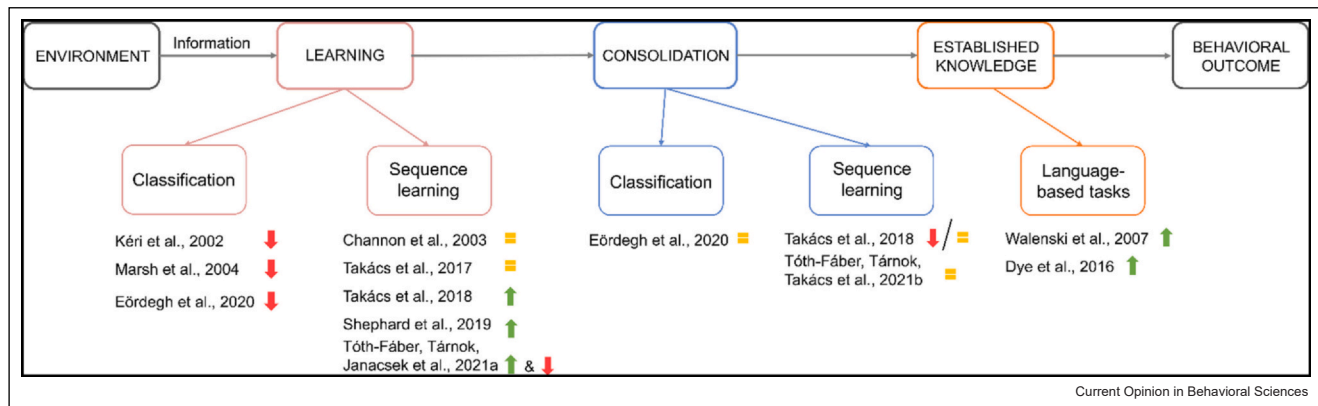 ENVIRONMENT
Information
LEARNING
CONSOLIDATION
ESTABLISHED
KNOWLEDGE
BEHAVIORAL
OUTCOME
Classification
Sequence
learning
Classification
Sequence
learning
Language-
based tasks
Kéri et al., 2002
Marsh et al., 2004
Eördegh et al., 2020
Channon et al., 2003 =
Takács et al., 2017 =
Takács et al., 2018
Shephard et al., 2019
Tóth-Fáber, Tárnok,
Janacsek et al., 2021a &
Eördegh et al., 2020 =
Takács et al., 2018 / =
Tóth-Fáber, Tárnok,
Takács et al., 2021b =
Walenski et al., 2007
Dye et al., 2016
Current Opinion in Behavioral Sciences